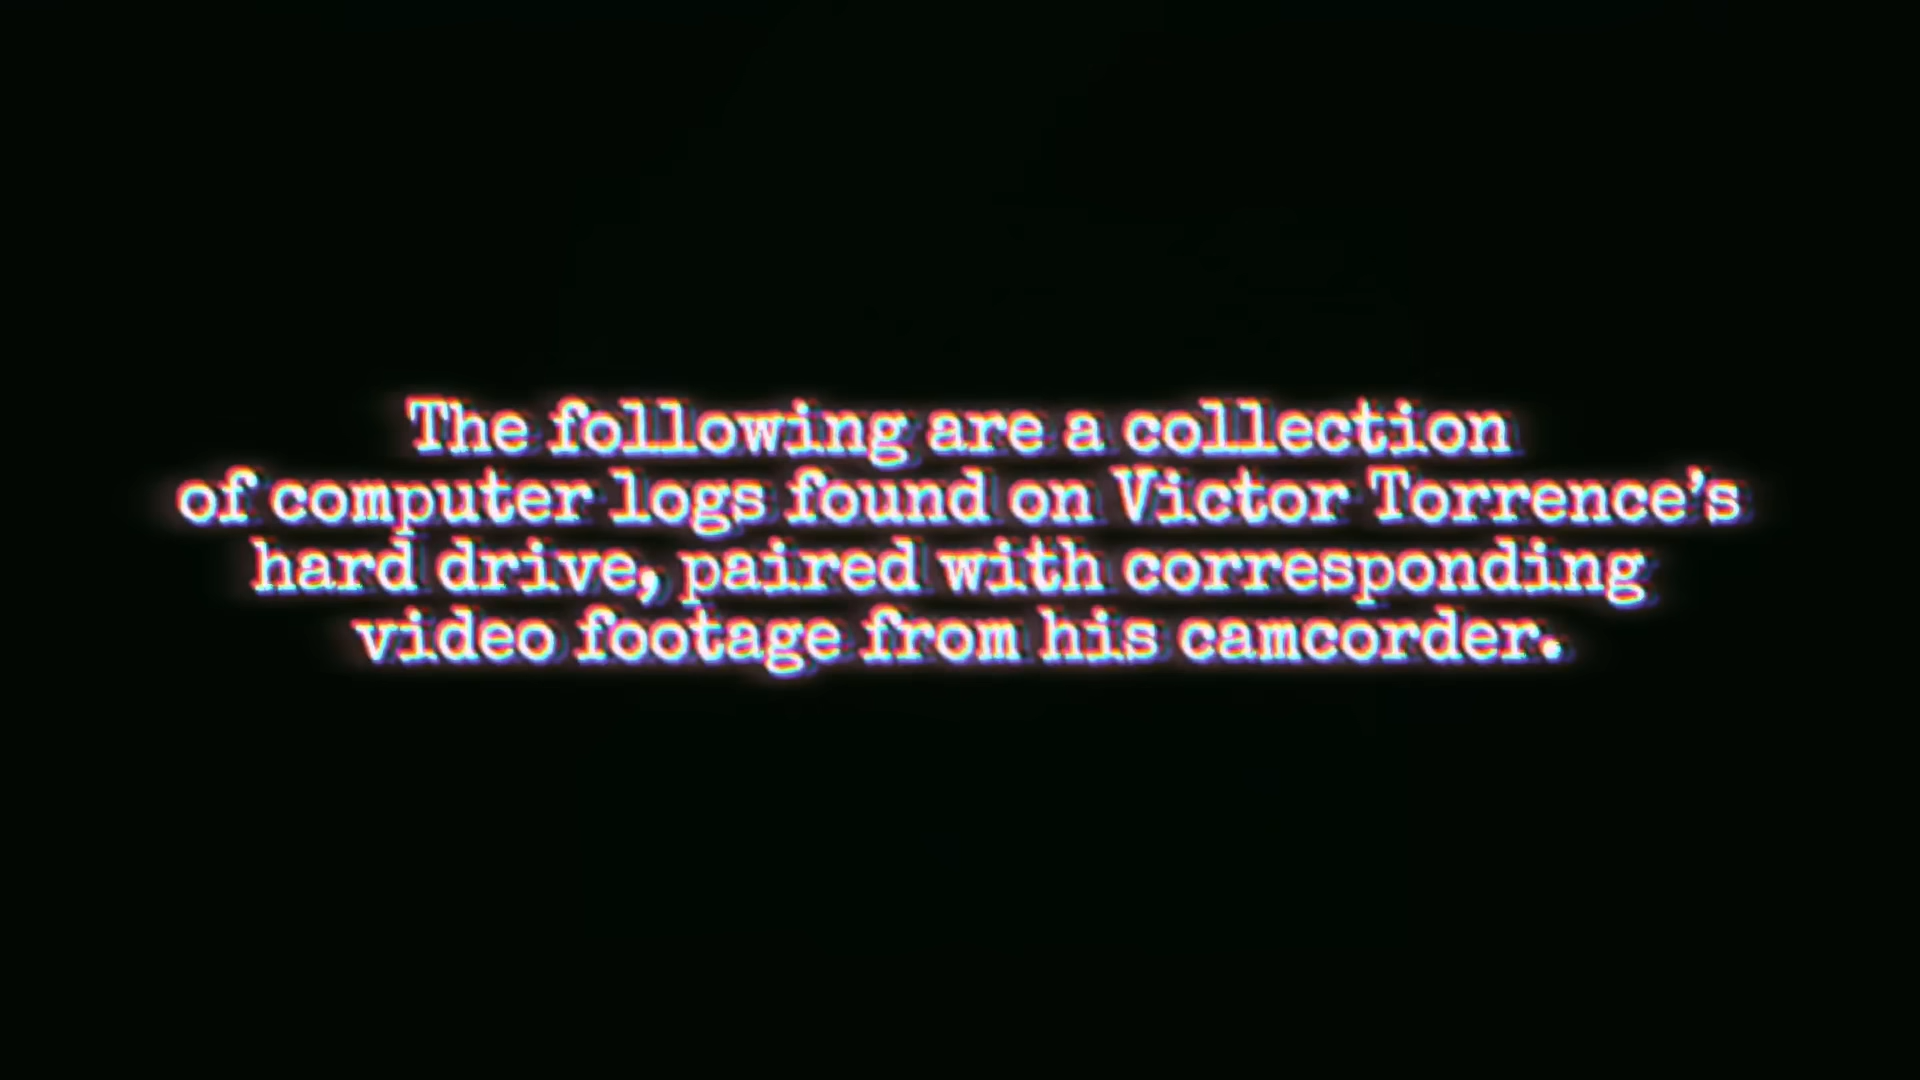 The following are a collection
of computer logs found on Victor Torrence’s
hard drive, paired with corresponding
video footage from his camcorder.